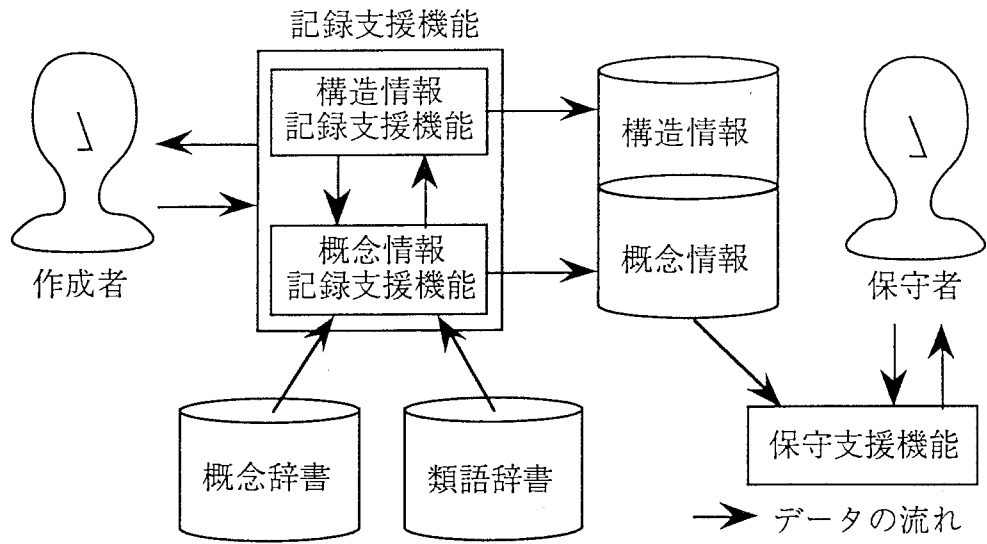 記録支援機能
構造情報
記録支援機能
構造情報
概念情報
記録支援機能
概念情報
作成者
保守者
概念辞書
類語辞書
保守支援機能
データの流れ